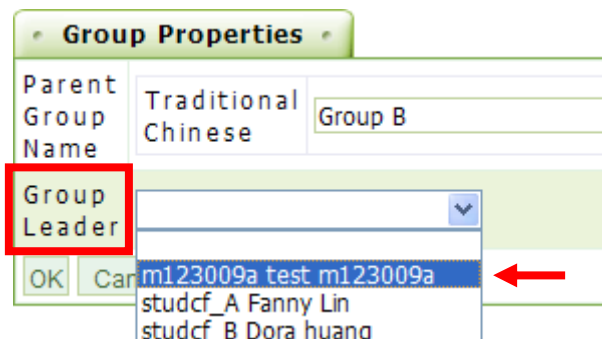 Group Properties
Parent
Group
Name
Traditional
Chinese
Group B
Group
Leader
OK
m123009a test m123009a
studcf_A Fanny Lin
studcf_B Dora huang